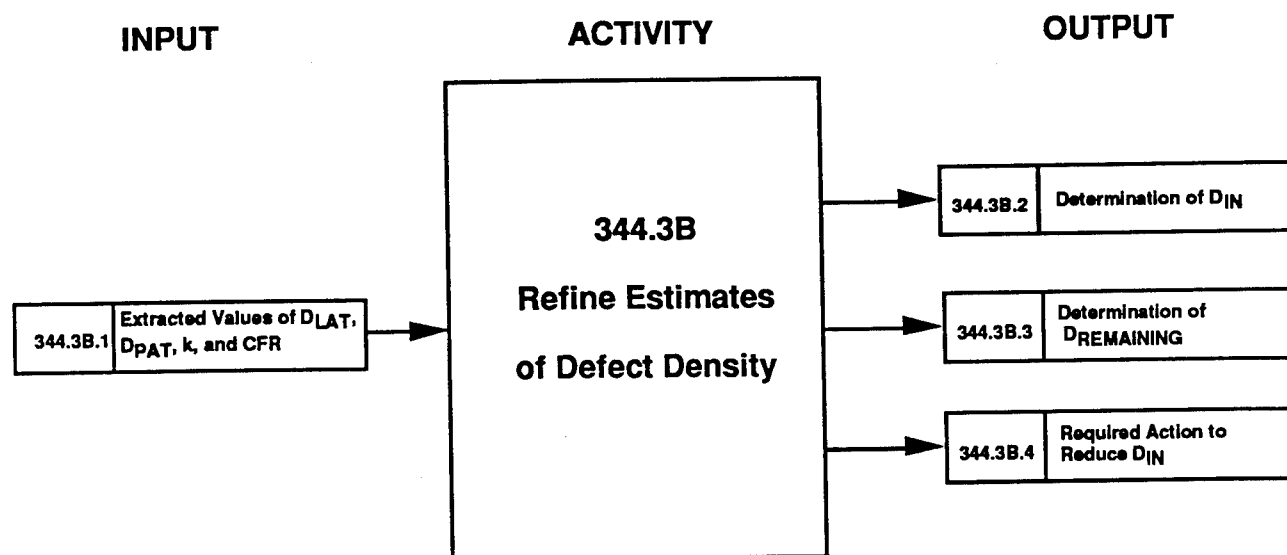 INPUT
ACTIVITY
OUTPUT
344.3B.1
Extracted Values of DLAT,
DPAT, k, and CFR
344.3B
Refine Estimates
of Defect Density
344.3B.2
Determination of DIN
344.3B.3
Determination of
DREMAINING
344.3B.4
Required Action to
Reduce DIN